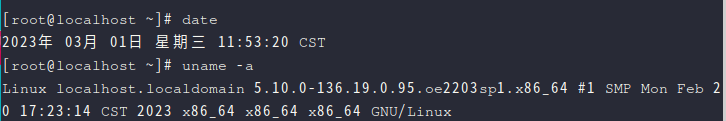 [root@localhost ~]# date
2023年 03月 01日 星期三 11:53:20 CST
[root@localhost ~]# uname -a
Linux localhost.localdomain 5.10.0-136.19.0.95.oe2203sp1.x86_64 #1 SMP Mon Feb 2
0 17:23:14 CST 2023 x86_64 x86_64 x86_64 GNU/Linux